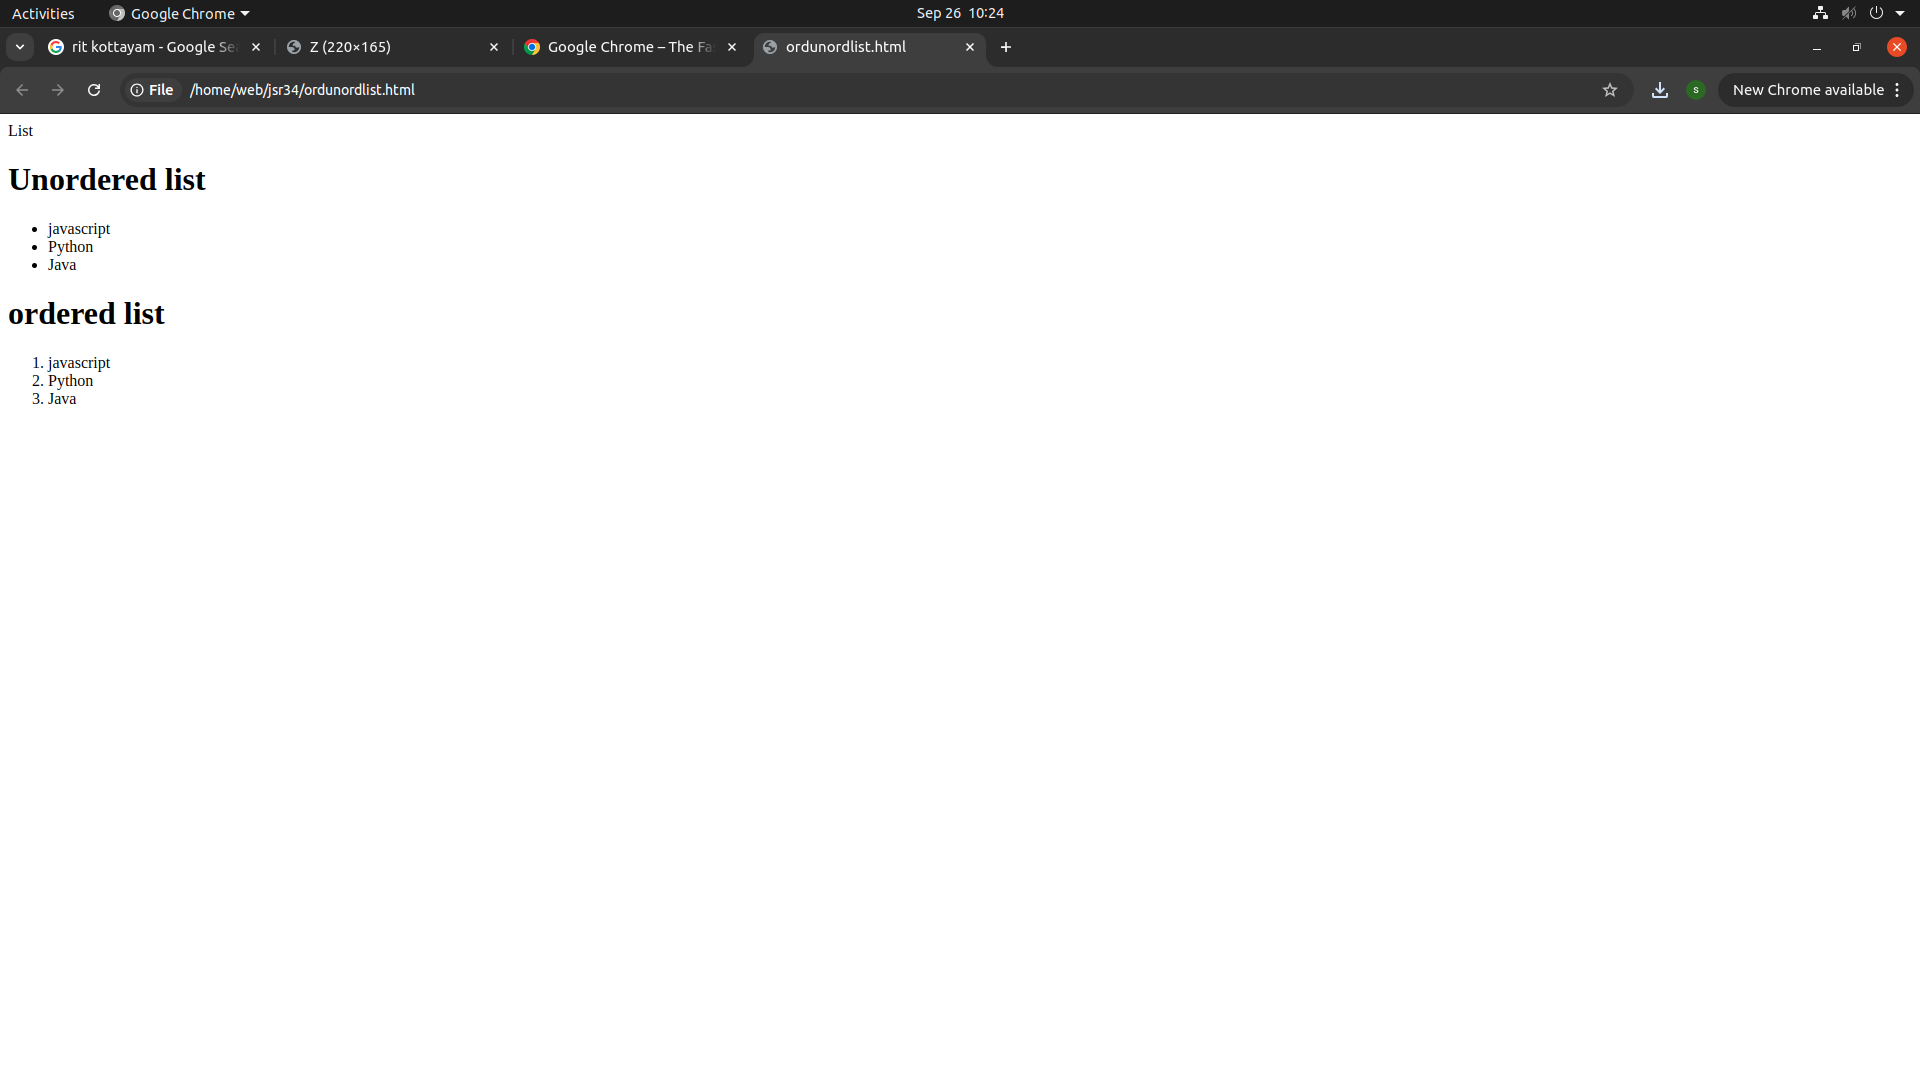 Activities
Google Chrome
Sep 26 10:24
rit kottayam - Google Se
Z (220×165)
Google Chrome – The Fa
ordunordlist.html
File
/home/web/jsr34/ordunordlist.html
s
New Chrome available
List
Unordered list
• javascript
• Python
• Java
ordered list
1. javascript
2. Python
3. Java